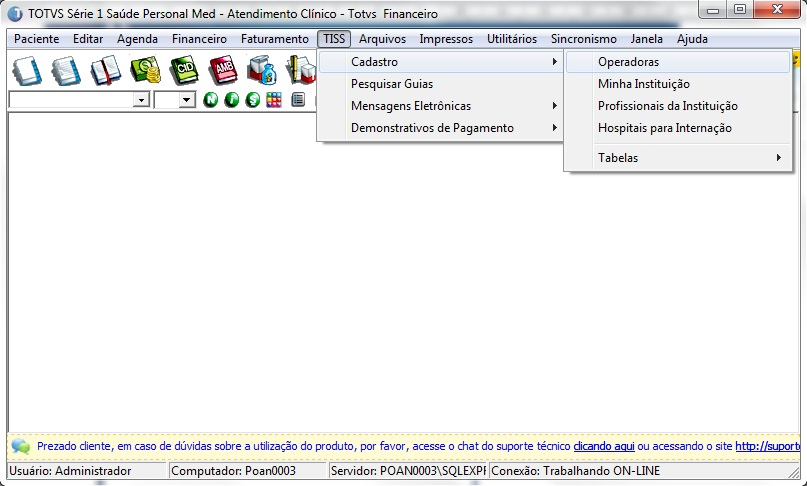 TOTVS Série 1 Saúde Personal Med - Atendimento Clínico - Totvs Financeiro
Paciente Editar Agenda Financeiro Faturamento TISS Arquivos Impressos Utilitários Sincronismo Janela Ajuda
CID AMB
N T S
Cadastro
Pesquisar Guias
Mensagens Eletrônicas
Demonstrativos de Pagamento
Operadoras
Minha Instituição
Profissionais da Instituição
Hospitais para Internação
Tabelas
Prezado cliente, em caso de dúvidas sobre a utilização do produto, por favor, acesse o chat do suporte técnico clicando aqui ou acessando o site http://suporte
Usuário: Administrador Computador: Poan0003 Servidor: POAN0003\SQLEXPR Conexão: Trabalhando ON-LINE